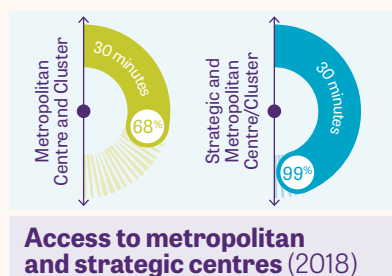 Metropolitan
Centre and Cluster
30 minutes
68%
Strategic and
Metropolitan
Centre/Cluster
30 minutes
99%
Access to metropolitan
and strategic centres (2018)